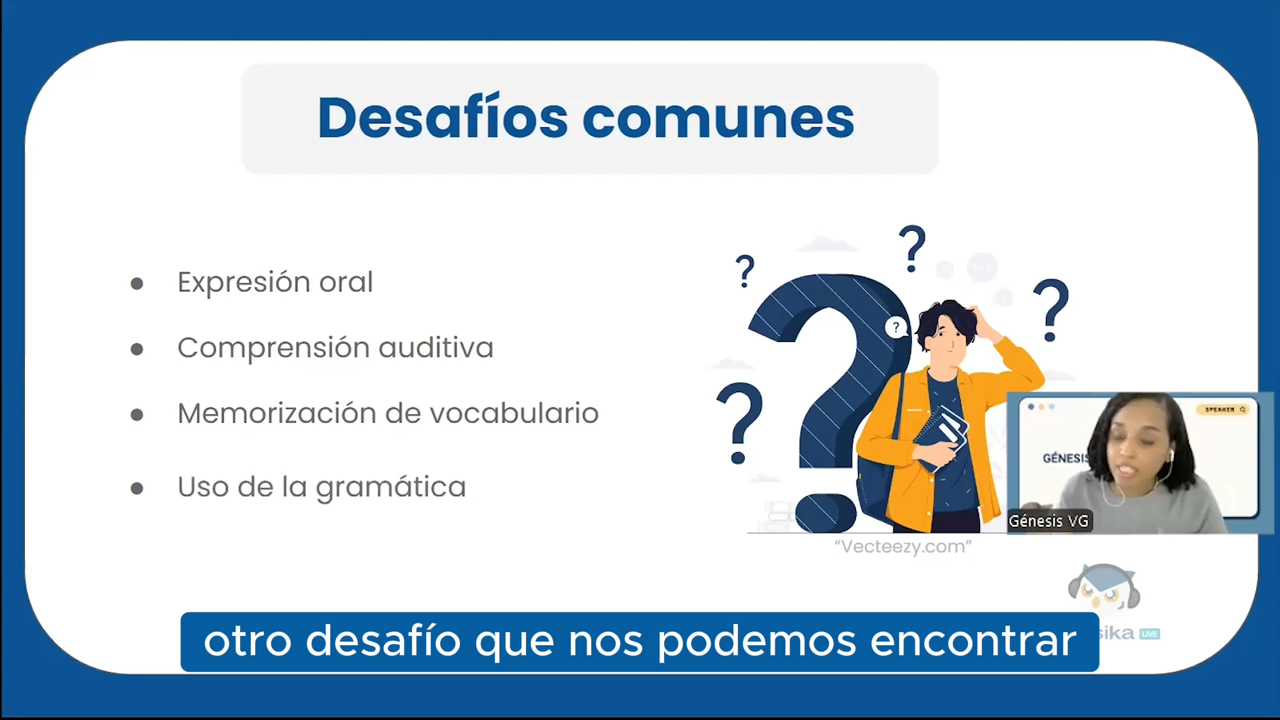 Desafíos comunes
● Expresión oral
● Comprensión auditiva
● Memorización de vocabulario
● Uso de la gramática
? ? ? ? ? ?
SPEAKER
GÉNESIS
Génesis VG
“Vecteezy.com”
sika LIVE
otro desafío que nos podemos encontrar